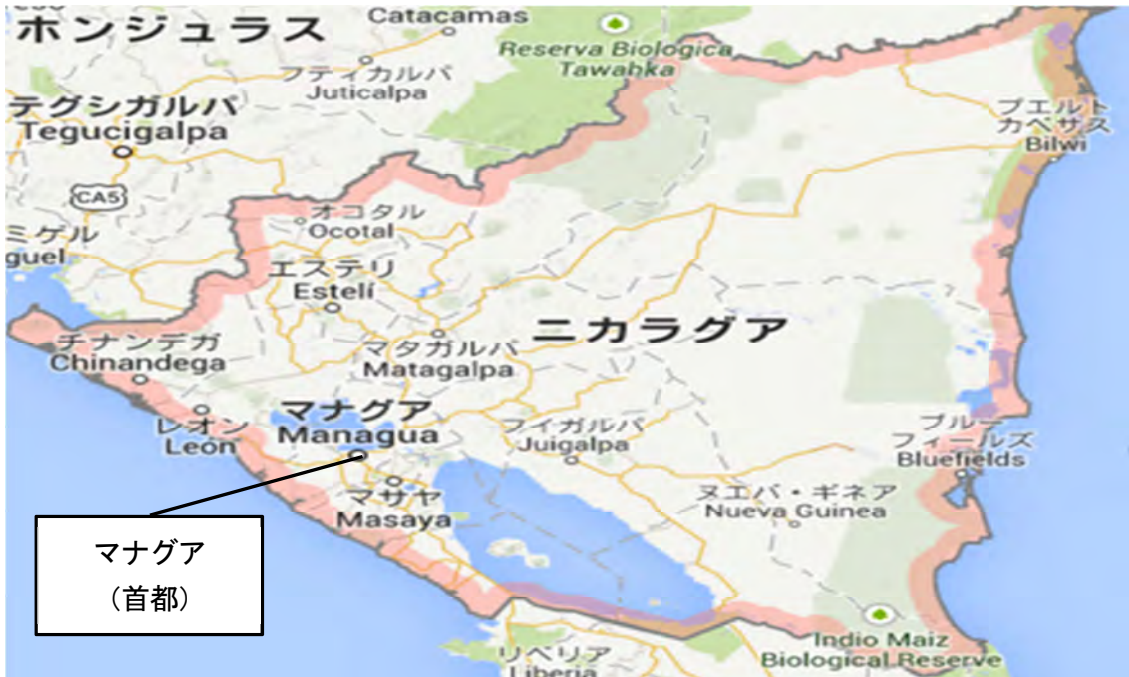 Catacamas
ホンジュラス
Reserva Biologica
Tawahka
フティカルパ
Juticalpa
テグシガルパ
Tegucigalpa
プエルト
カベサス
Bilwi
CA5
オコタル
Ocotal
ミゲル
guel
エステリ
Estelí
ニカラグア
チナンデガ
Chinandega
マタガルパ
Matagalpa
マナグア
Managua
レオン
León
フイガルパ
Juigalpa
ブルー
フィールズ
Bluefields
マサヤ
Masaya
ヌエバ・ギネア
Nueva Guinea
マナグア
(首都)
Indio Maiz
Biological Reserve
リベリア
Liberia